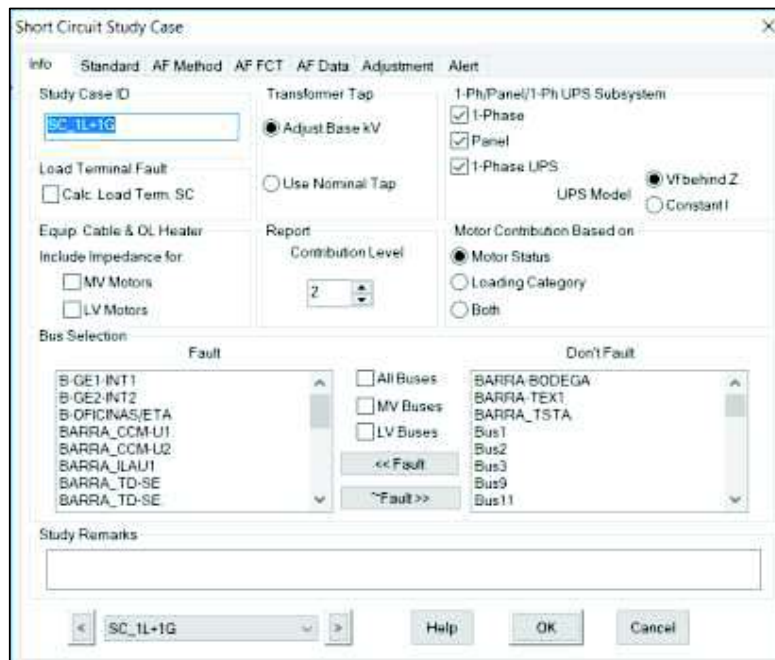 Short Circuit Study Case
Info Standard AF Method AF FCT AF Data Adjustment Alert
Study Case ID
SC_1L+1G
Transformer Tap
Adjust Base kV
Use Nominal Tap
1-Ph/Panel/1-Ph UPS Subsystem
1-Phase
Panel
1-Phase UPS
UPS Model
Vf behind Z
Constant I
Load Terminal Fault
Calc. Load Term. SC
Equip. Cable & OL Heater
Include Impedance for
MV Motors
LV Motors
Report
Contribution Level
2
Motor Contribution Based on
Motor Status
Loading Category
Both
Bus Selection
Fault
B-GE1-INT1
B-GE2-INT2
B-OFICINAS/ETA
BARRA_CCM-U1
BARRA_CCM-U2
BARRA_ILAU1
BARRA_TD-SE
BARRA_TD-SE
All Buses
MV Buses
LV Buses
<< Fault
~Fault >>
Don't Fault
BARRA-BODEGA
BARRA-TEX1
BARRA_TSTA
Bus1
Bus2
Bus3
Bus9
Bus11
Study Remarks
< SC_1L+1G > Help OK Cancel